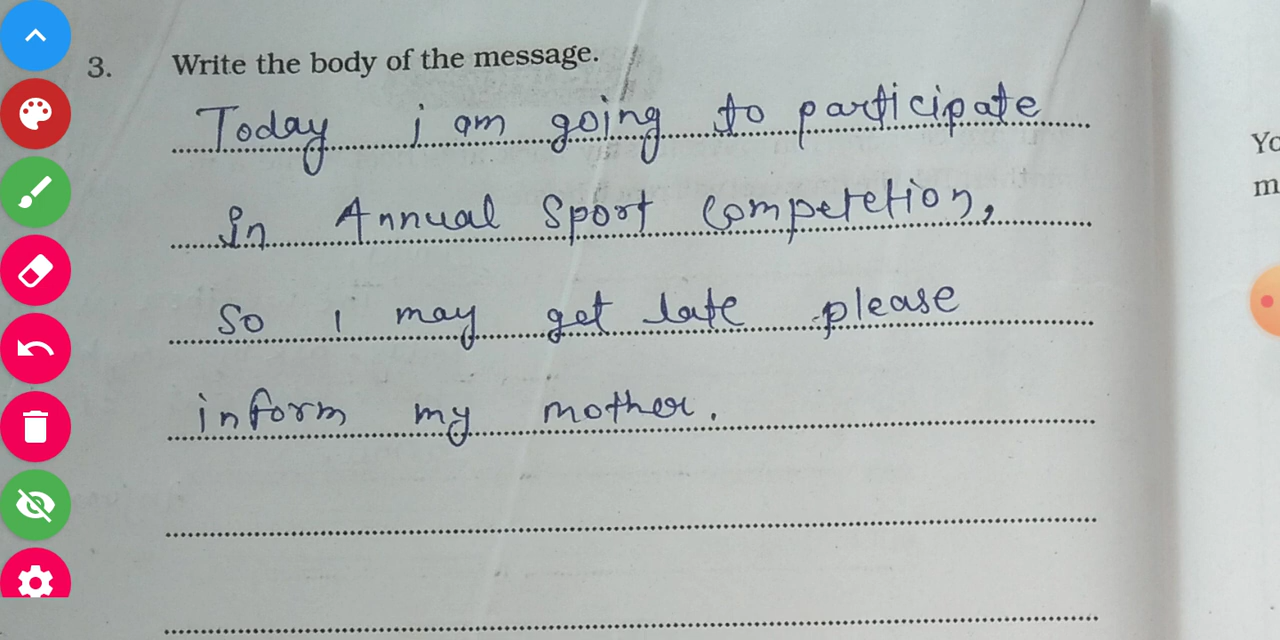 3. Write the body of the message.
Today i am going to participate
In Annual Sport Competetion,
So I may get late please
inform my mother.
Yo
m